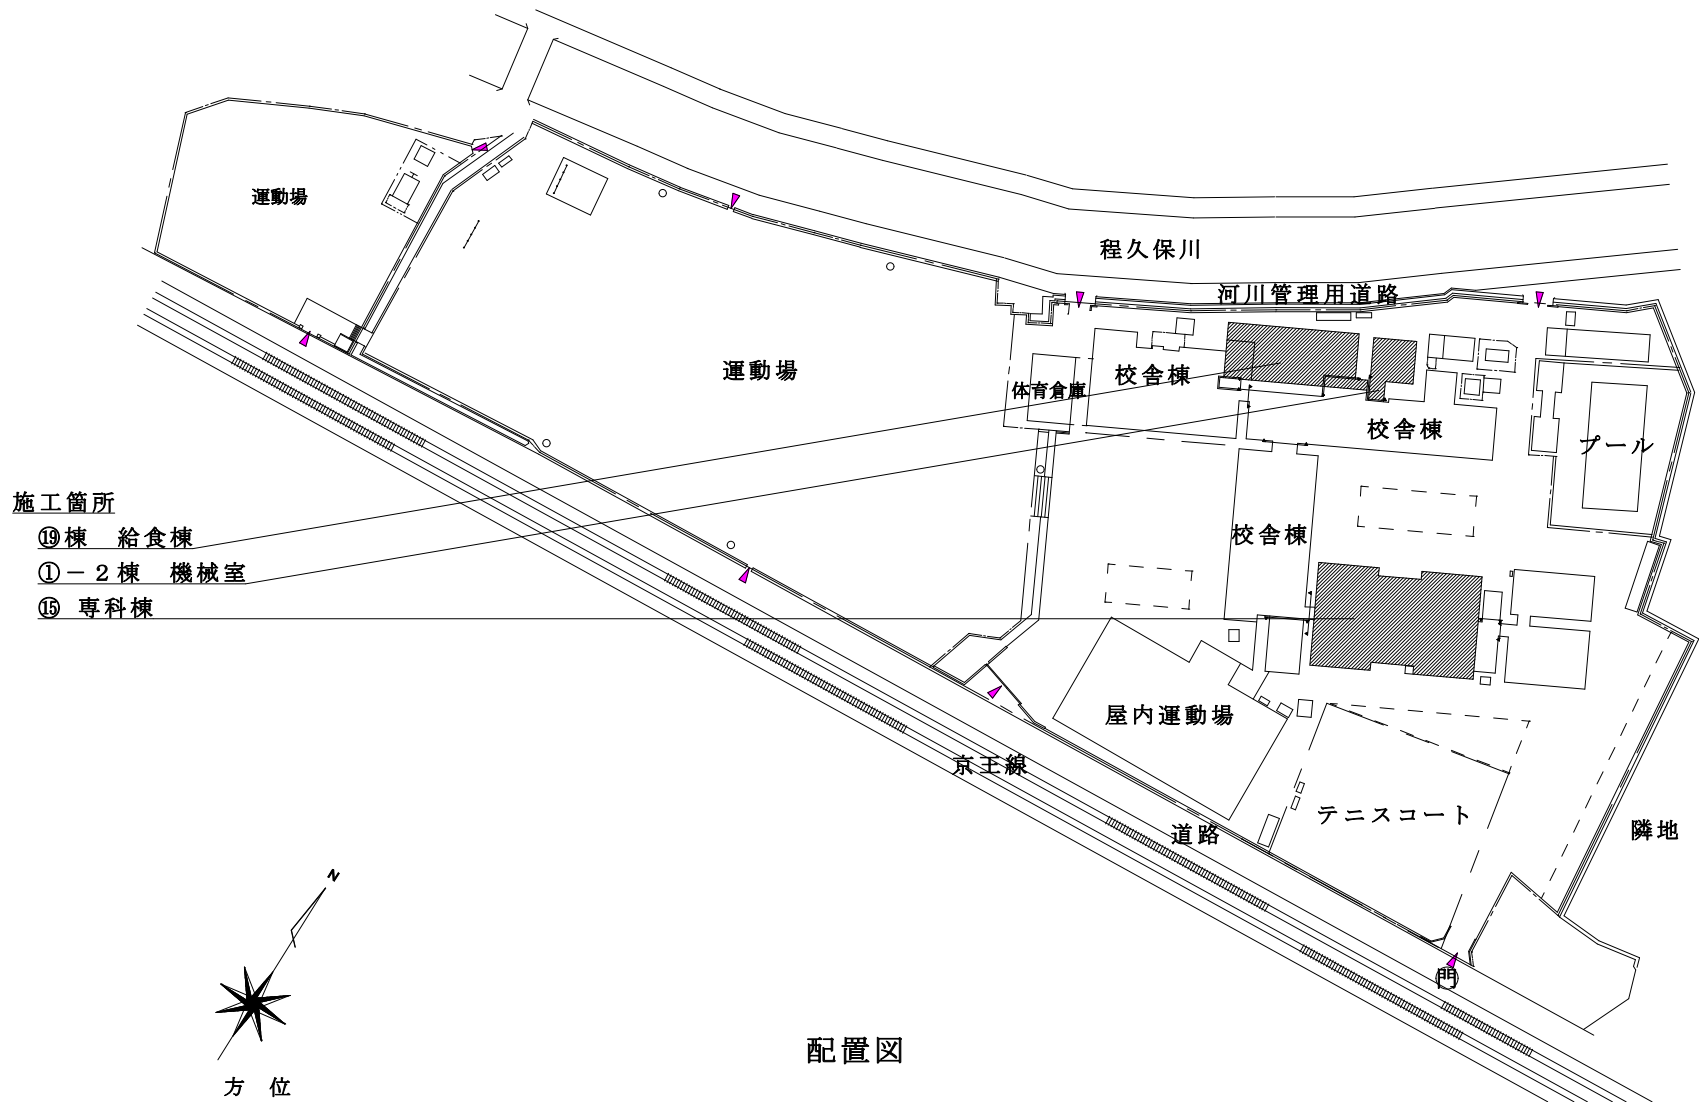 運動場
程久保川
河川管理用道路
運動場
体育倉庫
校舎棟
校舎棟
プール
施工箇所
⑲棟　給食棟
①－２棟　機械室
⑮　専科棟
校舎棟
屋内運動場
京王線
テニスコート
道路
隣地
N
門
配置図
方　位